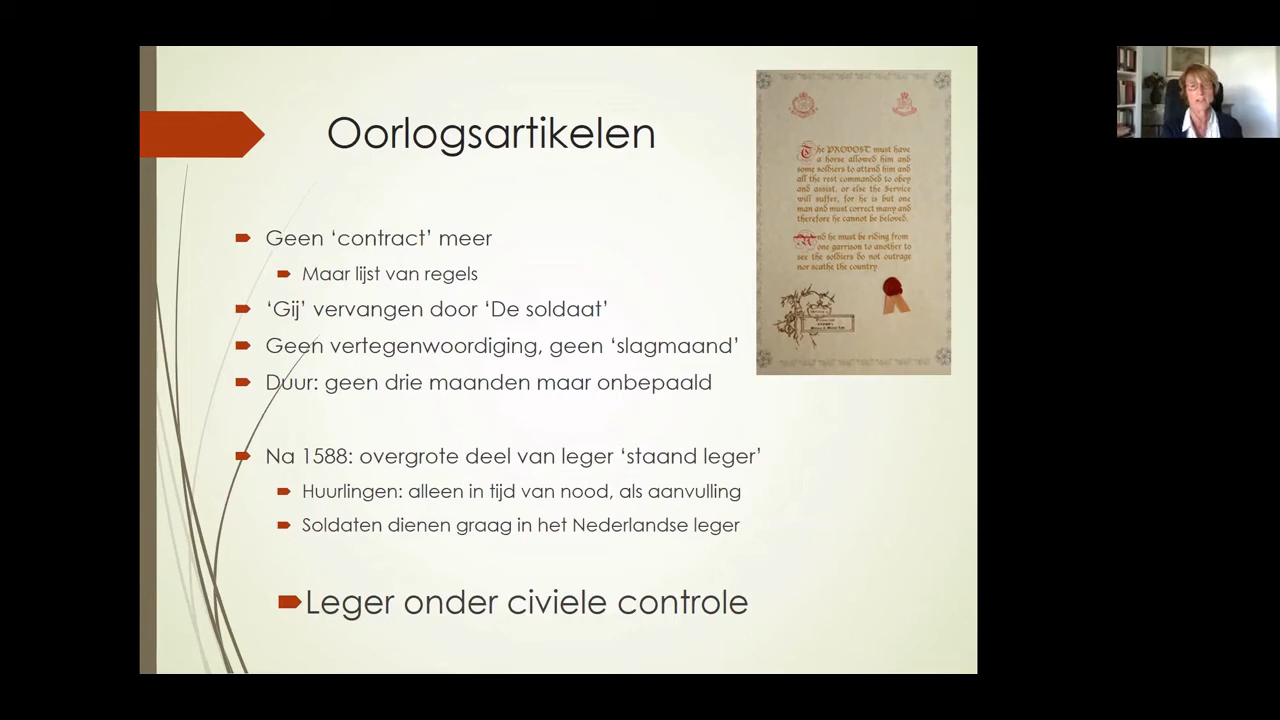 Oorlogsartikelen
Geen ‘contract’ meer
Maar lijst van regels
‘Gij’ vervangen door ‘De soldaat’
Geen vertegenwoordiging, geen ‘slagmaand’
Duur: geen drie maanden maar onbepaald
Na 1588: overgrote deel van leger ‘staand leger’
Huurlingen: alleen in tijd van nood, als aanvulling
Soldaten dienen graag in het Nederlandse leger
Leger onder civiele controle
The PROVOST must have
a horse allowed him and
some soldiers to attend him and
all the rest commanded to obey
and assist, or else the Service
will suffer, for he is but one
man and must correct many and
therefore he cannot be beloved.
And he must be riding from
one garrison to another to
see the soldiers do not outrage
nor scathe the country